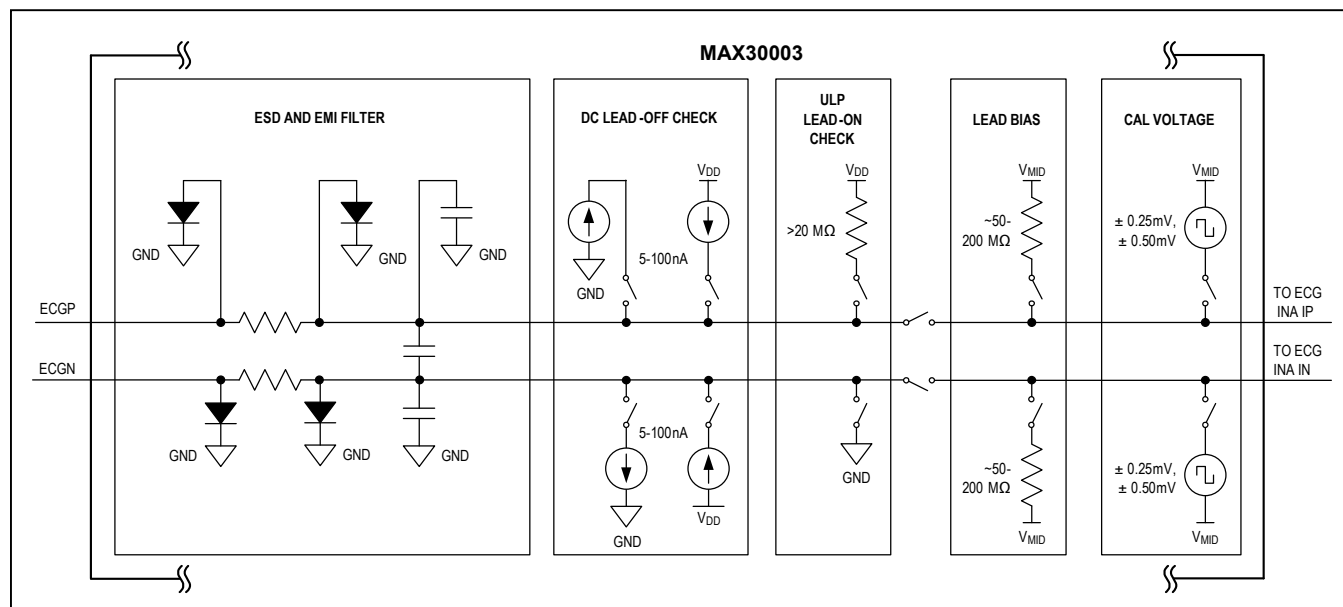 MAX30003
ESD AND EMI FILTER
GND
GND
GND
ECGP
ECGN
GND
GND
GND
DC LEAD-OFF CHECK
VDD
5-100nA
GND
5-100nA
GND
VDD
ULP
LEAD-ON
CHECK
VDD
>20 MΩ
GND
LEAD BIAS
VMID
~50-
200 MΩ
~50-
200 MΩ
VMID
CAL VOLTAGE
VMID
± 0.25mV,
± 0.50mV
± 0.25mV,
± 0.50mV
VMID
TO ECG
INA IP
TO ECG
INA IN